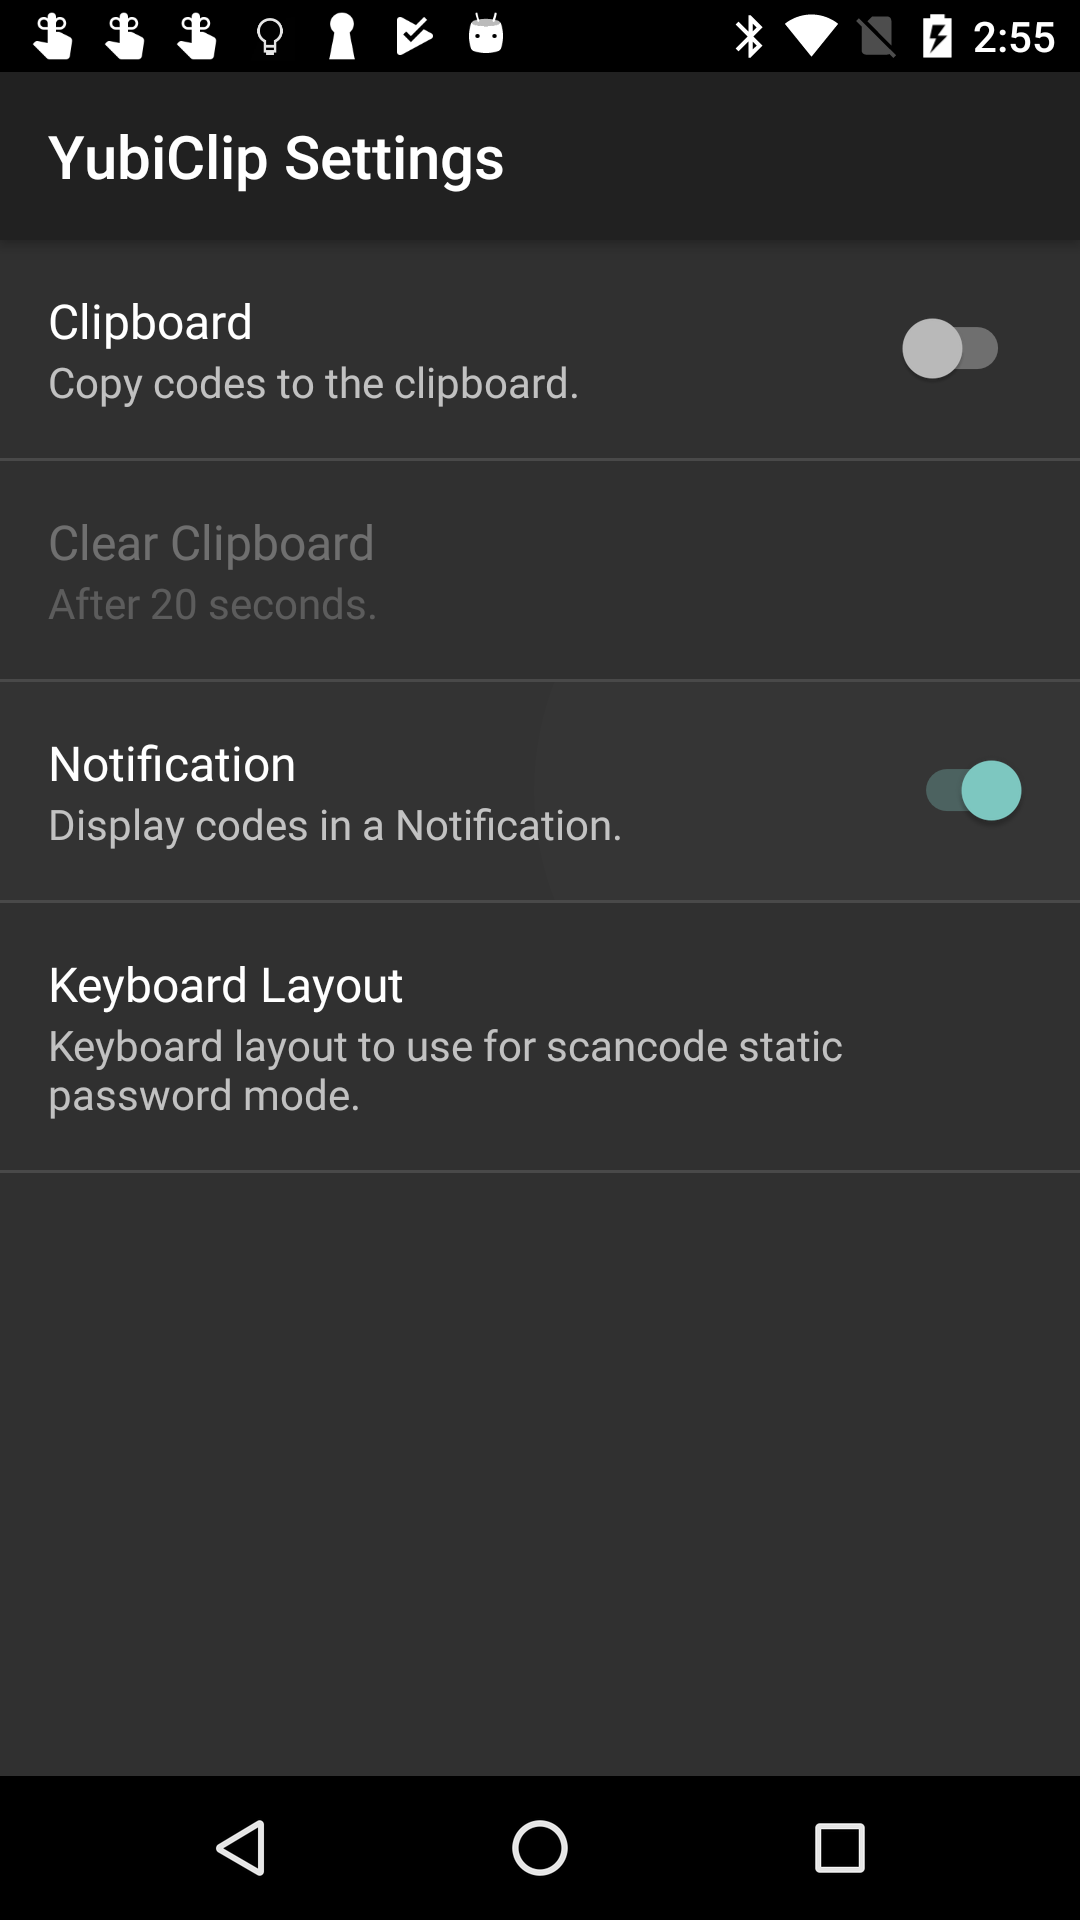 2:55
YubiClip Settings
Clipboard
Copy codes to the clipboard.
Clear Clipboard
After 20 seconds.
Notification
Display codes in a Notification.
Keyboard Layout
Keyboard layout to use for scancode static
password mode.